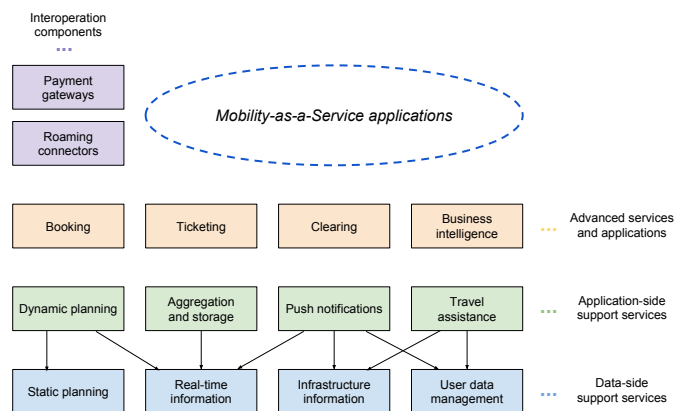 Interoperation
components
...
Payment
gateways
Mobility-as-a-Service applications
Roaming
connectors
Booking
Ticketing
Clearing
Business
intelligence
...
Advanced services
and applications
Dynamic planning
Aggregation
and storage
Push notifications
Travel
assistance
...
Application-side
support services
Static planning
Real-time
information
Infrastructure
information
User data
management
...
Data-side
support services